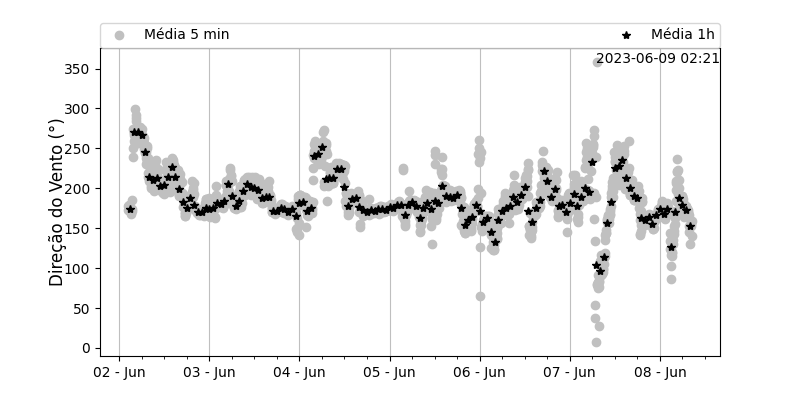 Média 5 min
Média 1h
2023-06-09 02:21
Direção do Vento (°)
350
300
250
200
150
100
50
0
02 - Jun
03 - Jun
04 - Jun
05 - Jun
06 - Jun
07 - Jun
08 - Jun